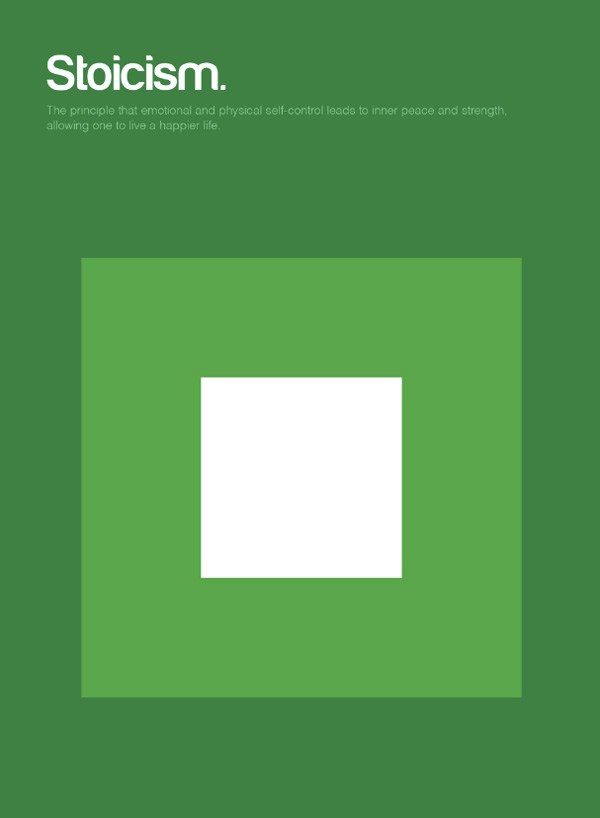 Stoicism.
The principle that emotional and physical self-control leads to inner peace and strength,
allowing one to live a happier life.